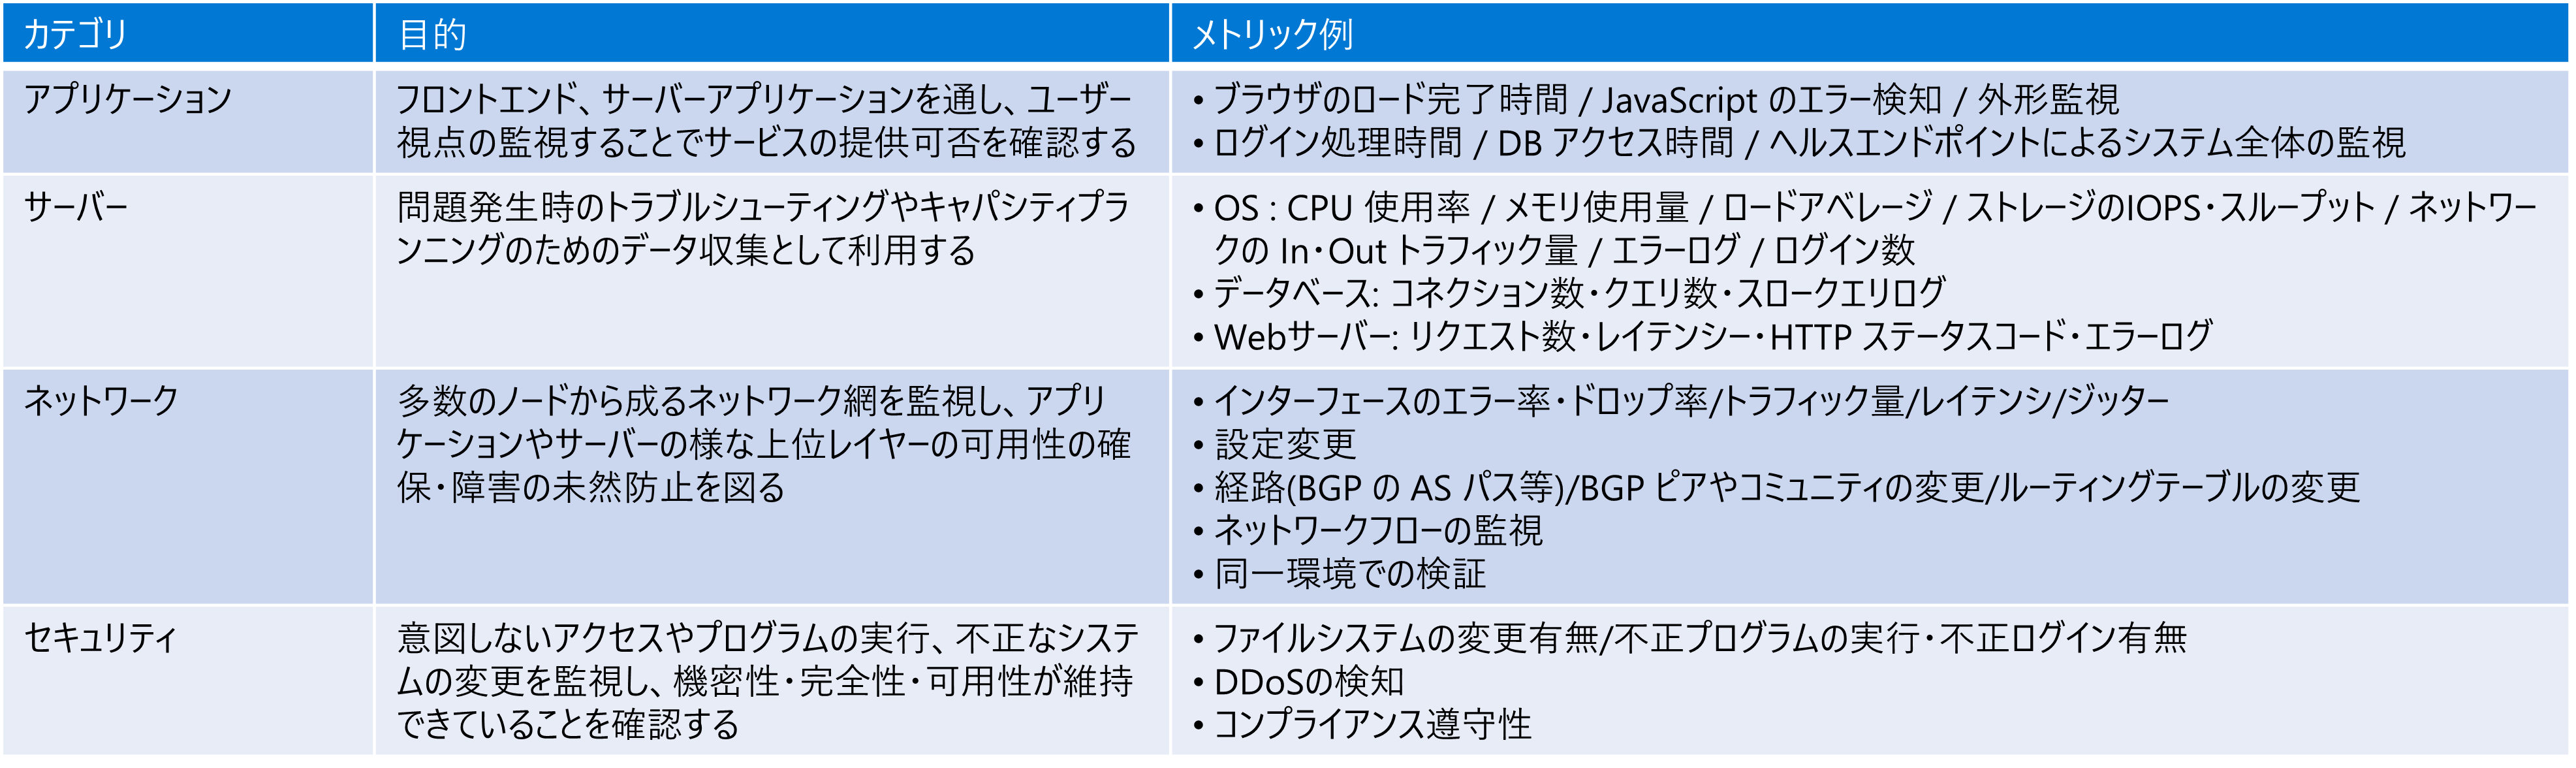 カテゴリ
目的
メトリック例
アプリケーション
フロントエンド、サーバーアプリケーションを通し、ユーザー
視点の監視することでサービスの提供可否を確認する
• ブラウザのロード完了時間 / JavaScript のエラー検知 / 外形監視
• ログイン処理時間 / DB アクセス時間 / ヘルスエンドポイントによるシステム全体の監視
サーバー
問題発生時のトラブルシューティングやキャパシティプラ
ンニングのためのデータ収集として利用する
• OS : CPU 使用率 / メモリ使用量 / ロードアベレージ / ストレージのIOPS・スループット / ネットワー
クの In・Out トラフィック量 / エラーログ / ログイン数
• データベース: コネクション数・クエリ数・スロークエリログ
• Webサーバー: リクエスト数・レイテンシー・HTTP ステータスコード・エラーログ
ネットワーク
多数のノードから成るネットワーク網を監視し、アプリ
ケーションやサーバーの様な上位レイヤーの可用性の確
保・障害の未然防止を図る
• インターフェースのエラー率・ドロップ率/トラフィック量/レイテンシ/ジッター
• 設定変更
• 経路(BGP の AS パス等)/BGP ピアやコミュニティの変更/ルーティングテーブルの変更
• ネットワークフローの監視
• 同一環境での検証
セキュリティ
意図しないアクセスやプログラムの実行、不正なシステ
ムの変更を監視し、機密性・完全性・可用性が維持
できていることを確認する
• ファイルシステムの変更有無/不正プログラムの実行・不正ログイン有無
• DDoSの検知
• コンプライアンス遵守性